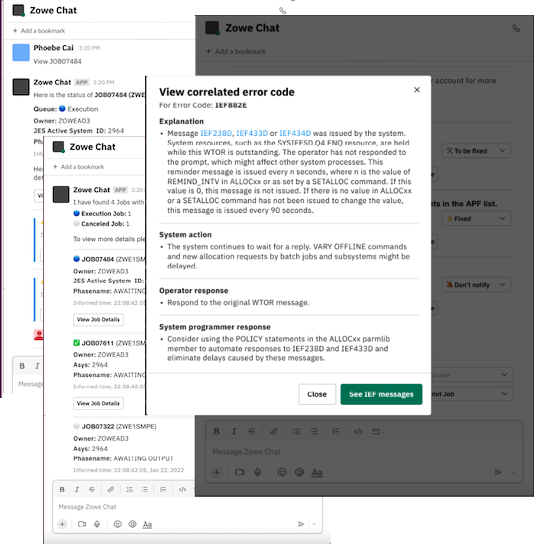 Zowe Chat
+ Add a bookmark
Phoebe Cai 3:20 PM
View JOB07484
Zowe Chat APP 3:20 PM
Here is the status of JOB07484 (ZWE
Queue: Execution
Owner: ZOWEAD3
JES Active System ID: 2964
Zowe Chat
+ Add a bookmark
Zowe Chat APP 3:20
I have found 4 Jobs with
Execution Job: 1
Canceled Job: 1
To view more details ple
JOB07484 (ZWE1SM
Owner: ZOWEAD3
JES Active System ID:
Phasename: AWAITING
Informed time: 22:08:42.0
View Job Details
JOB07611 (ZWE1SMP
Asys: 2964
Owner: ZOWEAD3
Phasename: AWAITING
Informed time: 22:08:42.0
View Job Details
JOB07322 (ZWE1SMPE)
Owner: ZOWEAD3
Asys: 2964
Phasename: AWAITING OUTPUT
Informed time: 22:08:42.05, Jan 22, 2022
Message Zowe Chat
Zowe Chat
+ Add a bookmark
account for more
To be fixed
ets in the APF list.
Fixed
Don't notify
mit Job
Message Zowe Chat
View correlated error code
For Error Code: IEF882E
Explanation
• Message IEF238D, IEF433D or IEF434D was issued by the system.
System resources, such as the SYSIEFSD Q4 ENQ resource, are held
while this WTOR is outstanding. The operator has not responded to
the prompt, which might affect other system processes. This
reminder message is issued every n seconds, where n is the value of
REMIND_INTV in ALLOCxx or as set by a SETALLOC command. If this
value is 0, this message is not issued. If there is no value in ALLOCxx
or a SETALLOC command has not been issued to change the value,
this message is issued every 90 seconds.
System action
• The system continues to wait for a reply. VARY OFFLINE commands
and new allocation requests by batch jobs and subsystems might be
delayed.
Operator response
• Respond to the original WTOR message.
System programmer response
• Consider using the POLICY statements in the ALLOCxx parmlib
member to automate responses to IEF238D and IEF433D and
eliminate delays caused by these messages.
Close
See IEF messages